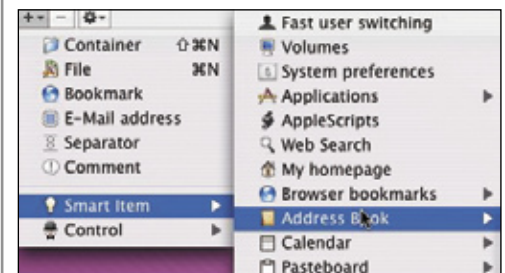 Container ⇧⌘N
File ⌘N
Bookmark
E-Mail address
Separator
Comment
Smart Item
Control
Fast user switching
Volumes
System preferences
Applications
AppleScripts
Web Search
My homepage
Browser bookmarks
Address Book
Calendar
Pasteboard